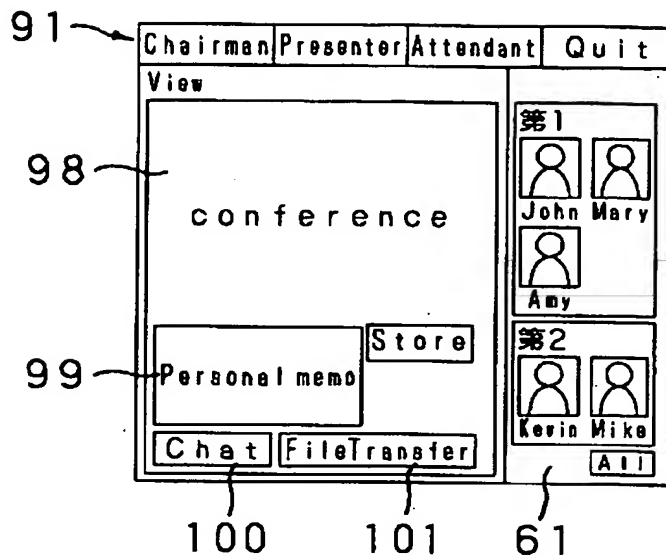 91
Chairman Presenter Attendant Quit
View
98
conference
99
Personal memo
Store
Chat
FileTransfer
第1
John Mary
Amy
第2
Kevin Mike
All
100
101
61